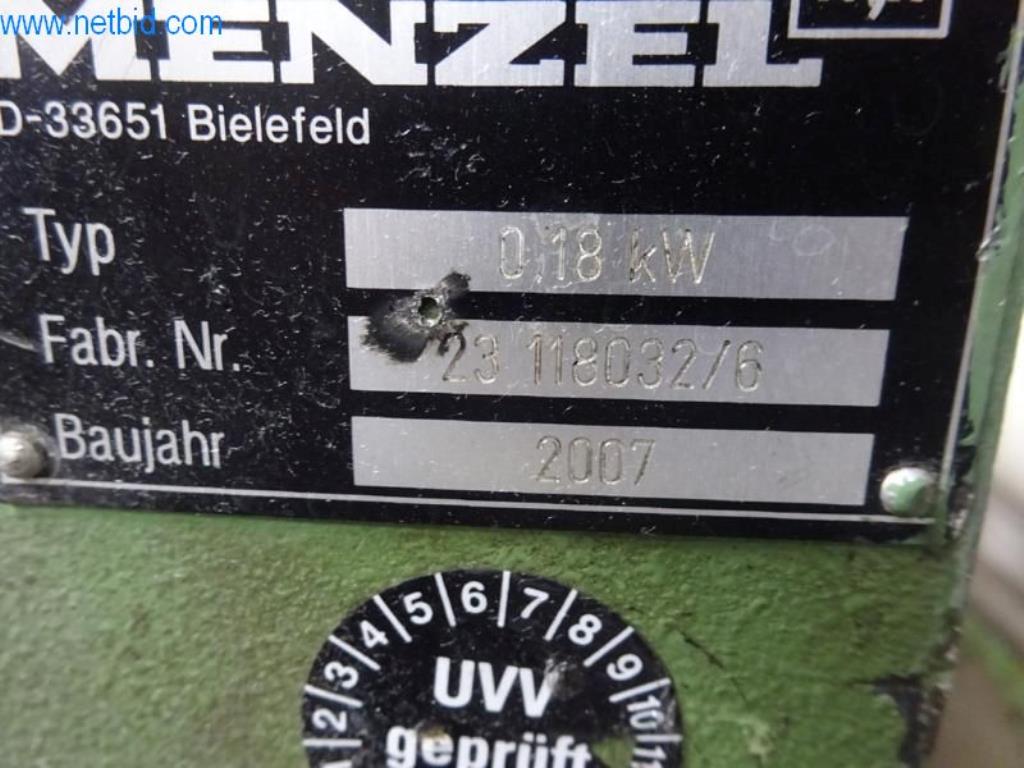 www.netbid.com
MENZEL
D-33651 Bielefeld
Typ 0,18 kW
Fabr. Nr. 23 118032/6
Baujahr 2007
2 3 4 5 6 7 8 9 10 11
UVV
geprüft